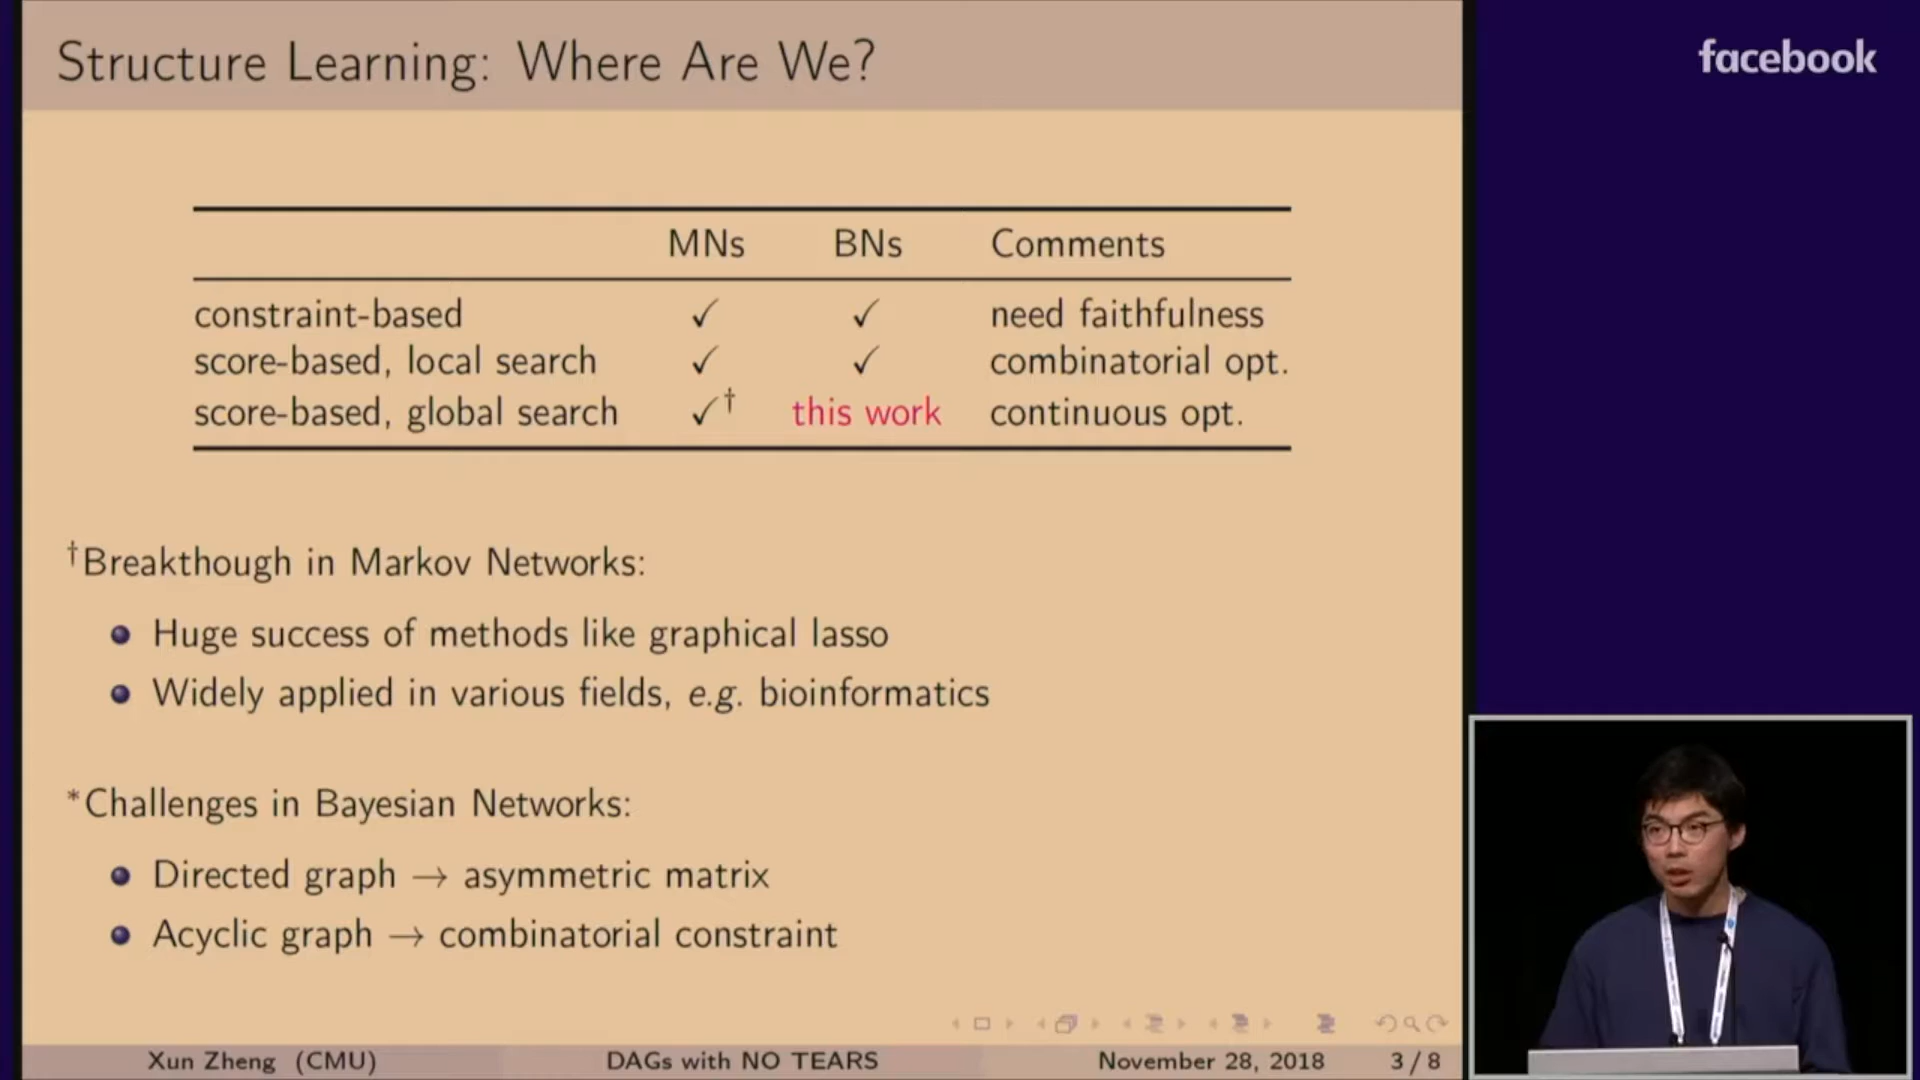 Structure Learning: Where Are We?
facebook
MNs BNs Comments
constraint-based ✓ ✓ need faithfulness
score-based, local search ✓ ✓ combinatorial opt.
score-based, global search ✓† this work continuous opt.
†Breakthough in Markov Networks:
Huge success of methods like graphical lasso
Widely applied in various fields, e.g. bioinformatics
*Challenges in Bayesian Networks:
Directed graph → asymmetric matrix
Acyclic graph → combinatorial constraint
Xun Zheng (CMU) DAGs with NO TEARS November 28, 2018 3 / 8